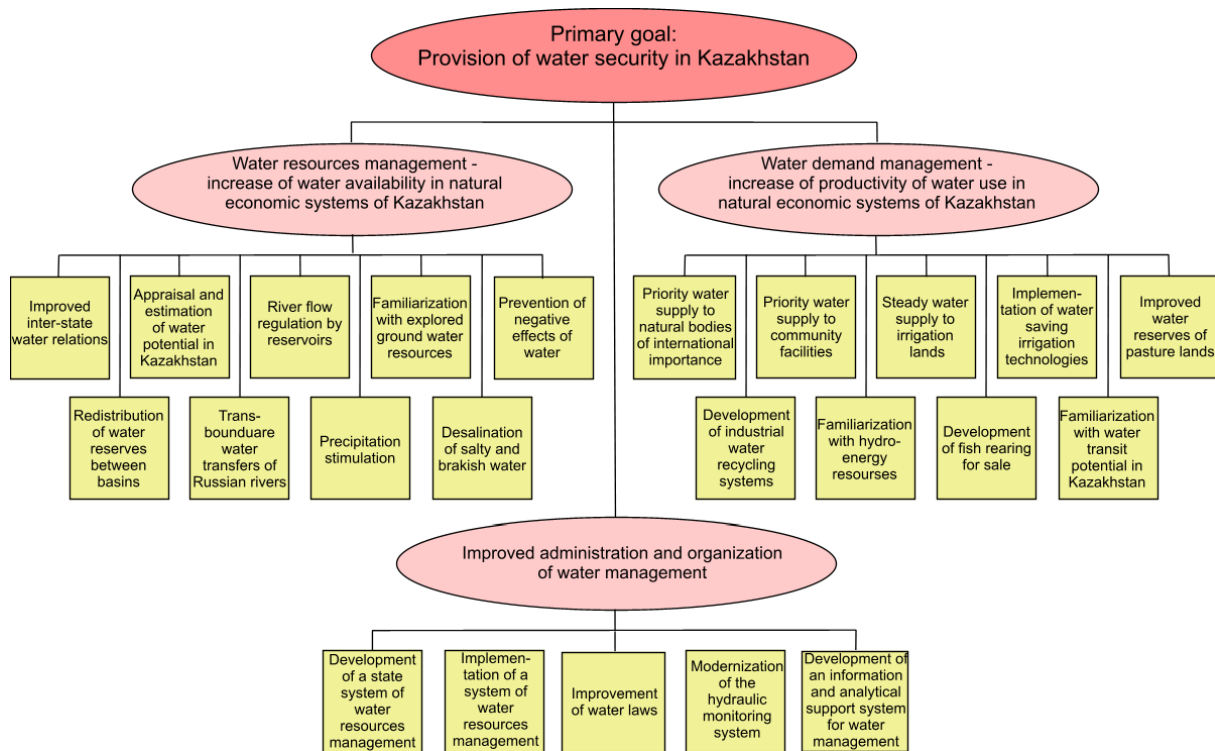 Primary goal:
Provision of water security in Kazakhstan
Water resources management -
increase of water availability in natural
economic systems of Kazakhstan
Water demand management -
increase of productivity of water use in
natural economic systems of Kazakhstan
Improved
inter-state
water relations
Appraisal and
estimation
of water
potential in
Kazakhstan
River flow
regulation by
reservoirs
Familiarization
with explored
ground water
resources
Prevention of
negative
effects of
water
Priority water
supply to
natural bodies
of international
importance
Priority water
supply to
community
facilities
Steady water
supply to
irrigation
lands
Implemen-
tation of water
saving
irrigation
technologies
Improved
water
reserves of
pasture lands
Redistribution
of water
reserves
between
basins
Trans-
bounduare
water
transfers of
Russian rivers
Precipitation
stimulation
Desalination
of salty and
brakish water
Development
of industrial
water
recycling
systems
Familiarization
with hydro-
energy
resourses
Development
of fish rearing
for sale
Familiarization
with water
transit
potential in
Kazakhstan
Improved administration and organization
of water management
Development
of a state
system of
water
resources
management
Implemen-
tation of a
system of
water
resources
management
Improvement
of water laws
Modernization
of the
hydraulic
monitoring
system
Development of
an information
and analytical
support system
for water
management